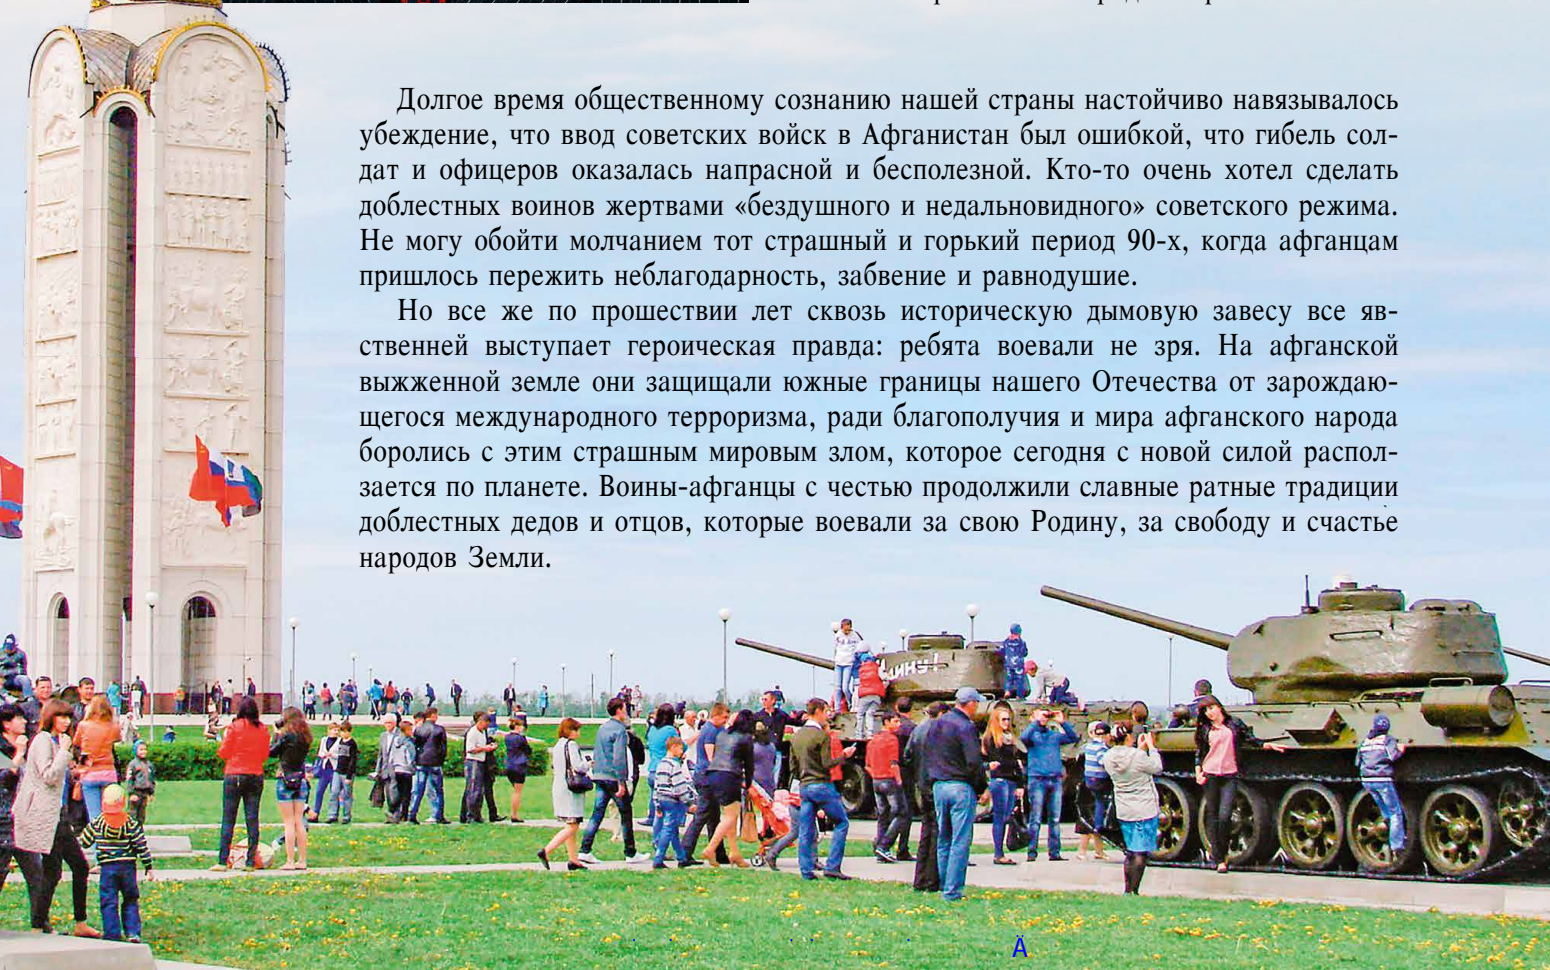 Долгое время общественному сознанию нашей страны настойчиво навязывалось
убеждение, что ввод советских войск в Афганистан был ошибкой, что гибель сол-
дат и офицеров оказалась напрасной и бесполезной. Кто-то очень хотел сделать
доблестных воинов жертвами «бездушного и недальновидного» советского режима.
Не могу обойти молчанием тот страшный и горький период 90-х, когда афганцам
пришлось пережить неблагодарность, забвение и равнодушие.
Но все же по прошествии лет сквозь историческую дымовую завесу все яв-
ственней выступает героическая правда: ребята воевали не зря. На афганской
выжженной земле они защищали южные границы нашего Отечества от зарождаю-
щегося международного терроризма, ради благополучия и мира афганского народа
боролись с этим страшным мировым злом, которое сегодня с новой силой распол-
зается по планете. Воины-афганцы с честью продолжили славные ратные традиции
доблестных дедов и отцов, которые воевали за свою Родину, за свободу и счастье
народов Земли.
Ä